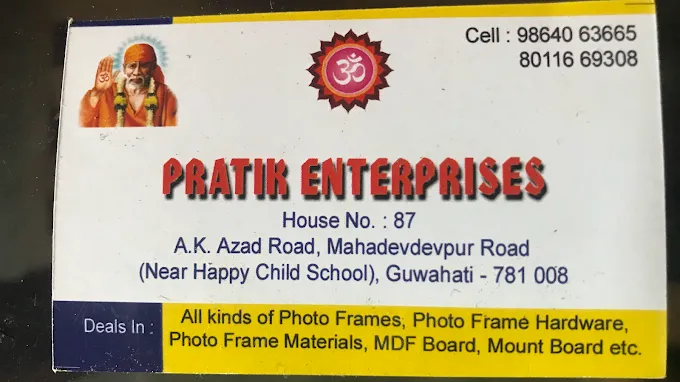 Cell : 98640 63665
80116 69308
ॐ
ॐ
PRATIK ENTERPRISES
House No. : 87
A.K. Azad Road, Mahadevdevpur Road
(Near Happy Child School), Guwahati - 781 008
Deals In :
All kinds of Photo Frames, Photo Frame Hardware,
Photo Frame Materials, MDF Board, Mount Board etc.